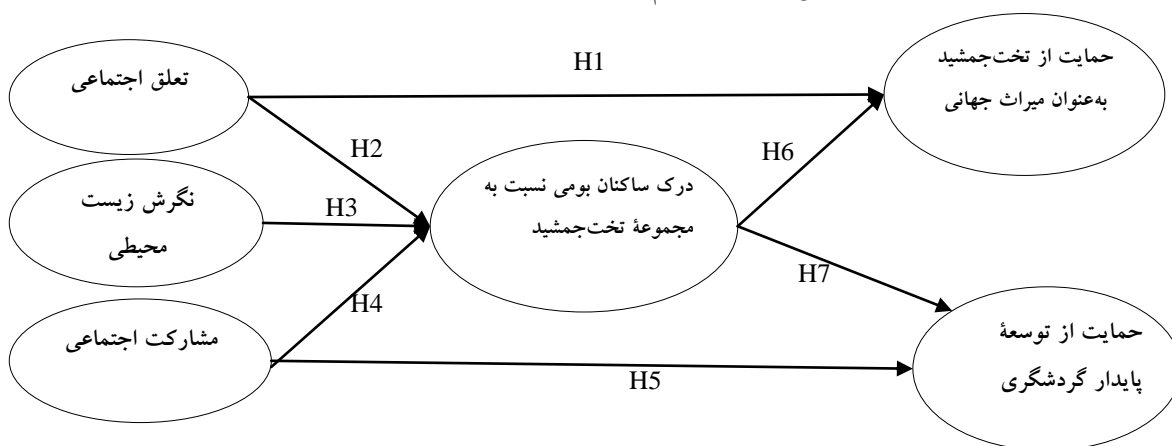 تعلق اجتماعی
H1
حمایت از تخت‌جمشید
به‌عنوان میراث جهانی
H2
H6
نگرش زیست
محیطی
H3
درک ساکنان بومی نسبت به
مجموعهٔ تخت‌جمشید
H7
H4
مشارکت اجتماعی
H5
حمایت از توسعهٔ
پایدار گردشگری